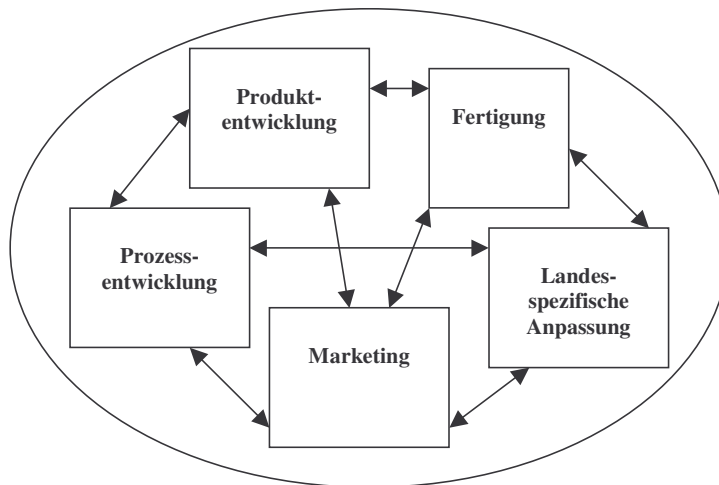 Produkt-
entwicklung
Fertigung
Prozess-
entwicklung
Landes-
spezifische
Anpassung
Marketing